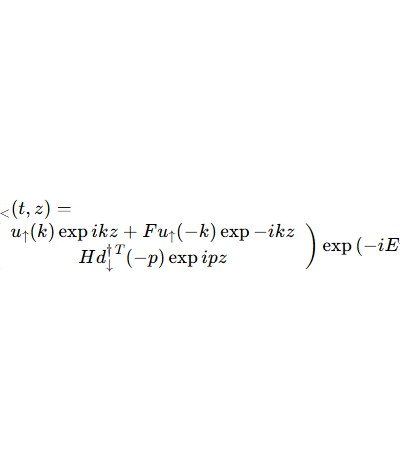 <(t, z) =
u↑(k) exp ikz + Fu↑(−k) exp −ikz
Hd↓†T(−p) exp ipz
) exp (−iE